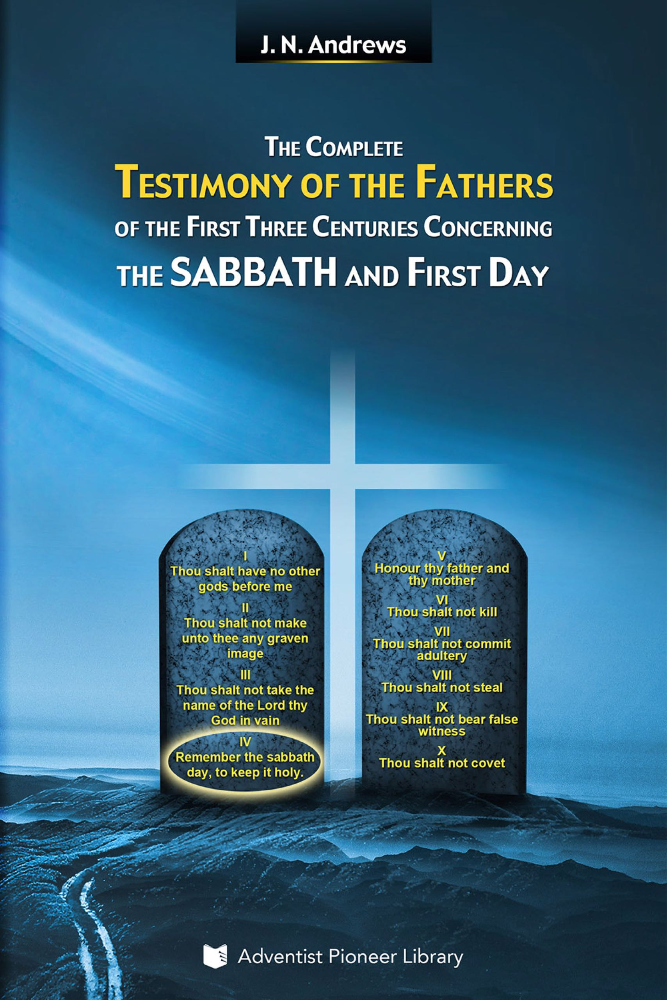 J. N. Andrews
The Complete
Testimony of the Fathers
of the First Three Centuries Concerning
the SABBATH and First Day
I
Thou shalt have no other
gods before me
II
Thou shalt not make
unto thee any graven
image
III
Thou shalt not take the
name of the Lord thy
God in vain
IV
Remember the sabbath
day, to keep it holy.
V
Honour thy father and
thy mother
VI
Thou shalt not kill
VII
Thou shalt not commit
adultery
VIII
Thou shalt not steal
IX
Thou shalt not bear false
witness
X
Thou shalt not covet
Adventist Pioneer Library